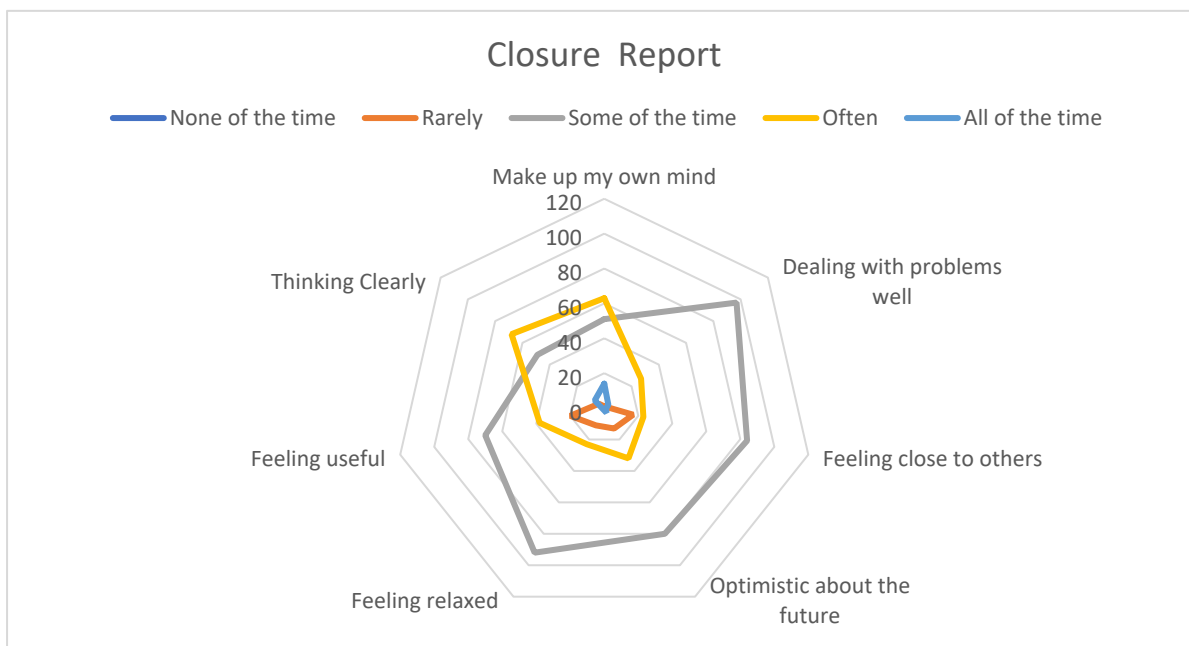 Closure  Report
None of the time
Rarely
Some of the time
Often
All of the time
Make up my own mind
120
100
80
60
40
20
0
Dealing with problems
well
Thinking Clearly
Feeling useful
Feeling close to others
Feeling relaxed
Optimistic about the
future